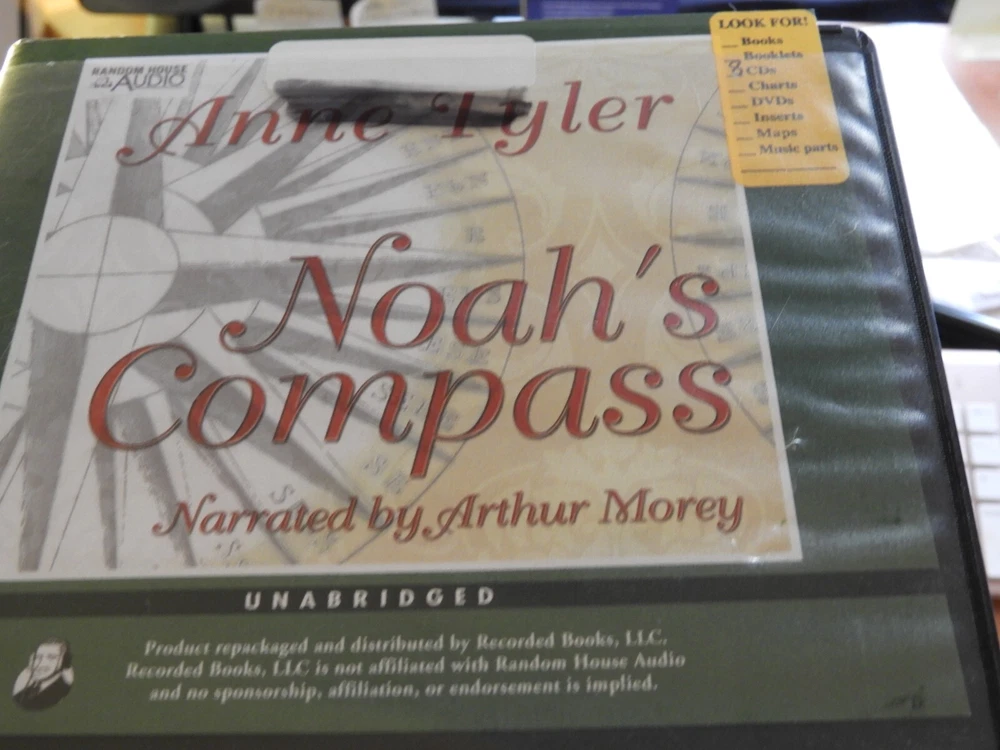 RANDOM HOUSE
AUDIO
LOOK FOR!
Books
Booklets
8 CDs
Charts
DVDs
Inserts
Maps
Music parts
Anne Tyler
Noah's
Compass
Narrated by Arthur Morey
UNABRIDGED
Product repackaged and distributed by Recorded Books, LLC.
Recorded Books, LLC is not affiliated with Random House Audio
and no sponsorship, affiliation, or endorsement is implied.